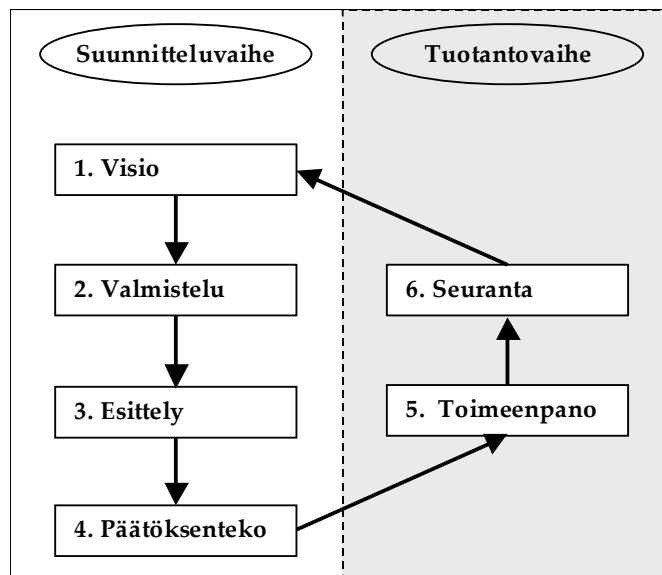 Suunnitteluvaihe
Tuotantovaihe
1. Visio
2. Valmistelu
3. Esittely
4. Päätöksenteko
5. Toimeenpano
6. Seuranta